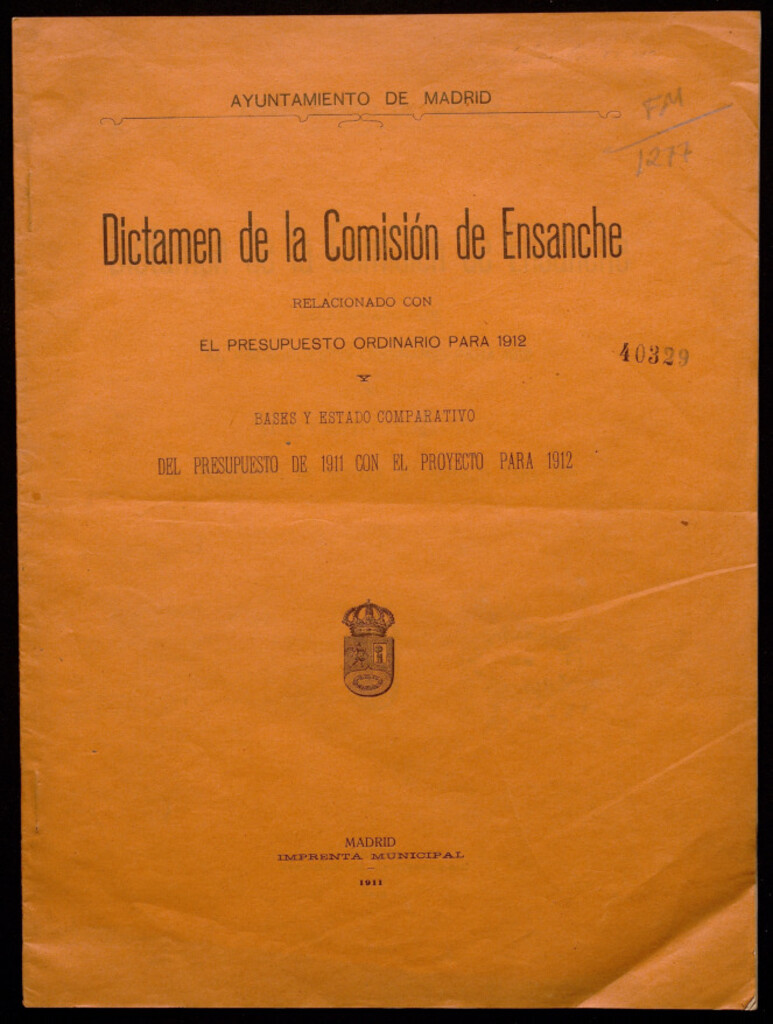 AYUNTAMIENTO DE MADRID
FM
1277
Dictamen de la Comisión de Ensanche
RELACIONADO CON
EL PRESUPUESTO ORDINARIO PARA 1912
40329
Y
BASES Y ESTADO COMPARATIVO
DEL PRESUPUESTO DE 1911 CON EL PROYECTO PARA 1912
MADRID
IMPRENTA MUNICIPAL
1911